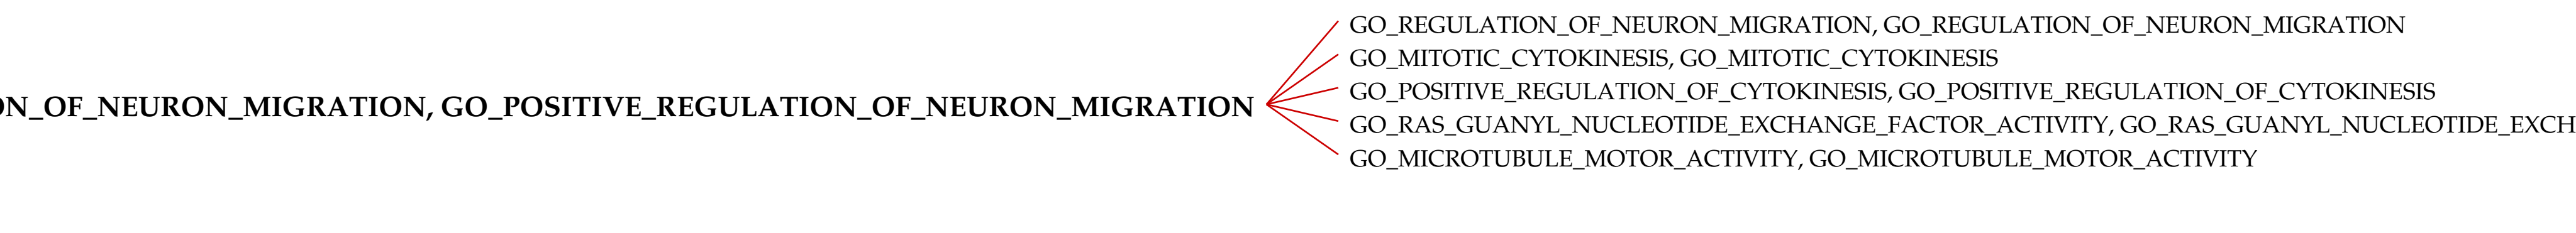 GO_REGULATION_OF_NEURON_MIGRATION, GO_REGULATION_OF_NEURON_MIGRATION
GO_MITOTIC_CYTOKINESIS, GO_MITOTIC_CYTOKINESIS
GO_POSITIVE_REGULATION_OF_CYTOKINESIS, GO_POSITIVE_REGULATION_OF_CYTOKINESIS
ON_OF_NEURON_MIGRATION, GO_POSITIVE_REGULATION_OF_NEURON_MIGRATION
GO_RAS_GUANYL_NUCLEOTIDE_EXCHANGE_FACTOR_ACTIVITY, GO_RAS_GUANYL_NUCLEOTIDE_EXCH
GO_MICROTUBULE_MOTOR_ACTIVITY, GO_MICROTUBULE_MOTOR_ACTIVITY